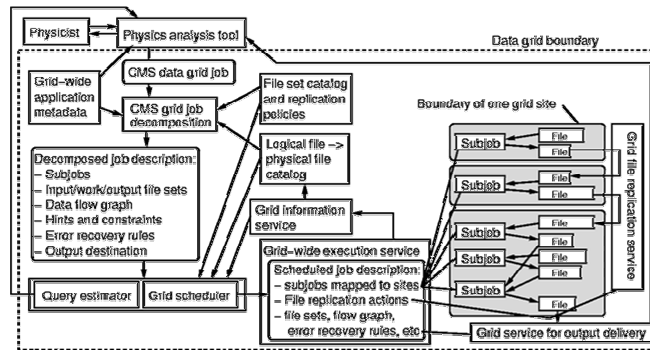 Physicist
Physics analysis tool
Data grid boundary
CMS data grid job
Grid-wide
application
metadata
CMS grid job
decomposition
File set catalog
and replication
policies
Boundary of one grid site
Logical file ->
physical file
catalog
Decomposed job description:
- Subjobs
- Input/work/output file sets
- Data flow graph
- Hints and constraints
- Error recovery rules
- Output destination
Grid information
service
Grid-wide execution service
Scheduled job description:
- subjobs mapped to sites
- File replication actions
- file sets, flow graph,
error recovery rules, etc
Query estimator
Grid scheduler
Subjob
File
File
Subjob
File
File
Subjob
File
File
Subjob
File
File
Subjob
File
Grid file replication service
Grid service for output delivery